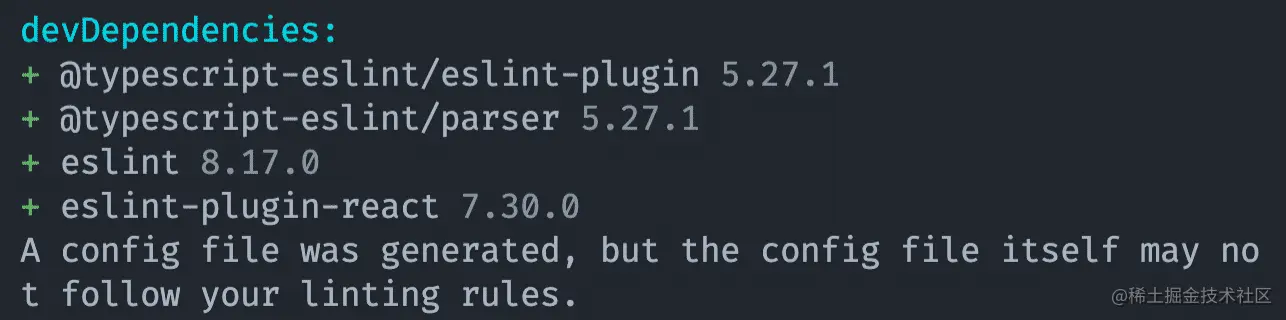 devDependencies:
+ @typescript-eslint/eslint-plugin 5.27.1
+ @typescript-eslint/parser 5.27.1
+ eslint 8.17.0
+ eslint-plugin-react 7.30.0
A config file was generated, but the config file itself may no
t follow your linting rules.
@稀土掘金技术社区